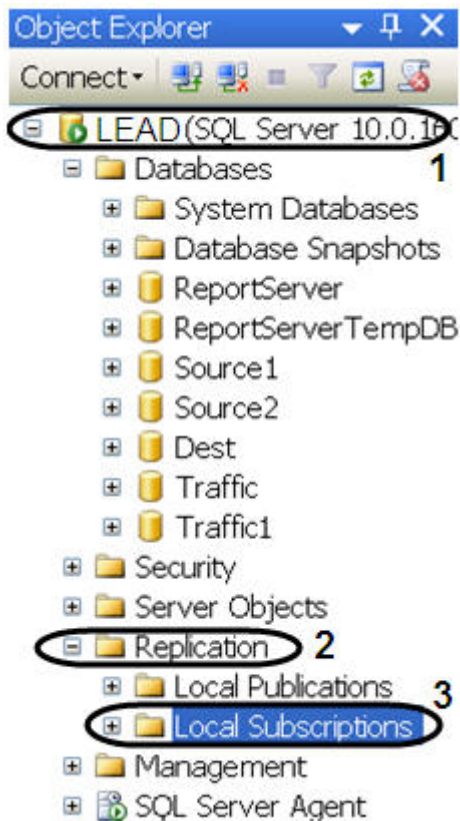 Object Explorer
Connect
LEAD(SQL Server 10.0.160
1
Databases
System Databases
Database Snapshots
ReportServer
ReportServerTempDB
Source1
Source2
Dest
Traffic
Traffic1
Security
Server Objects
Replication 2
Local Publications
3
Local Subscriptions
Management
SQL Server Agent